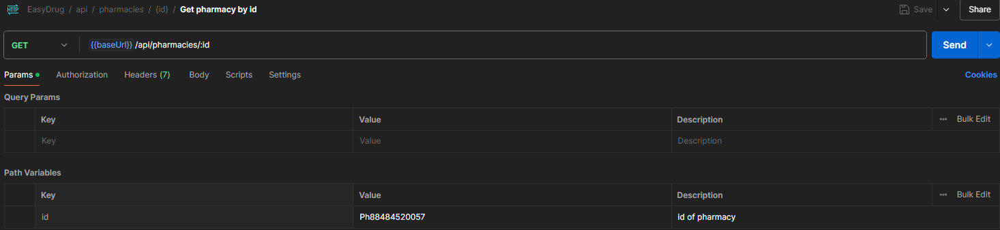 HTTP EasyDrug / api / pharmacies / {id} / Get pharmacy by id Save Share
GET {{baseUrl}} /api/pharmacies/:id Send
Params Authorization Headers (7) Body Scripts Settings Cookies
Query Params
Key Value Description ••• Bulk Edit
Key Value Description
Path Variables
Key Value Description ••• Bulk Edit
id Ph88484520057 id of pharmacy